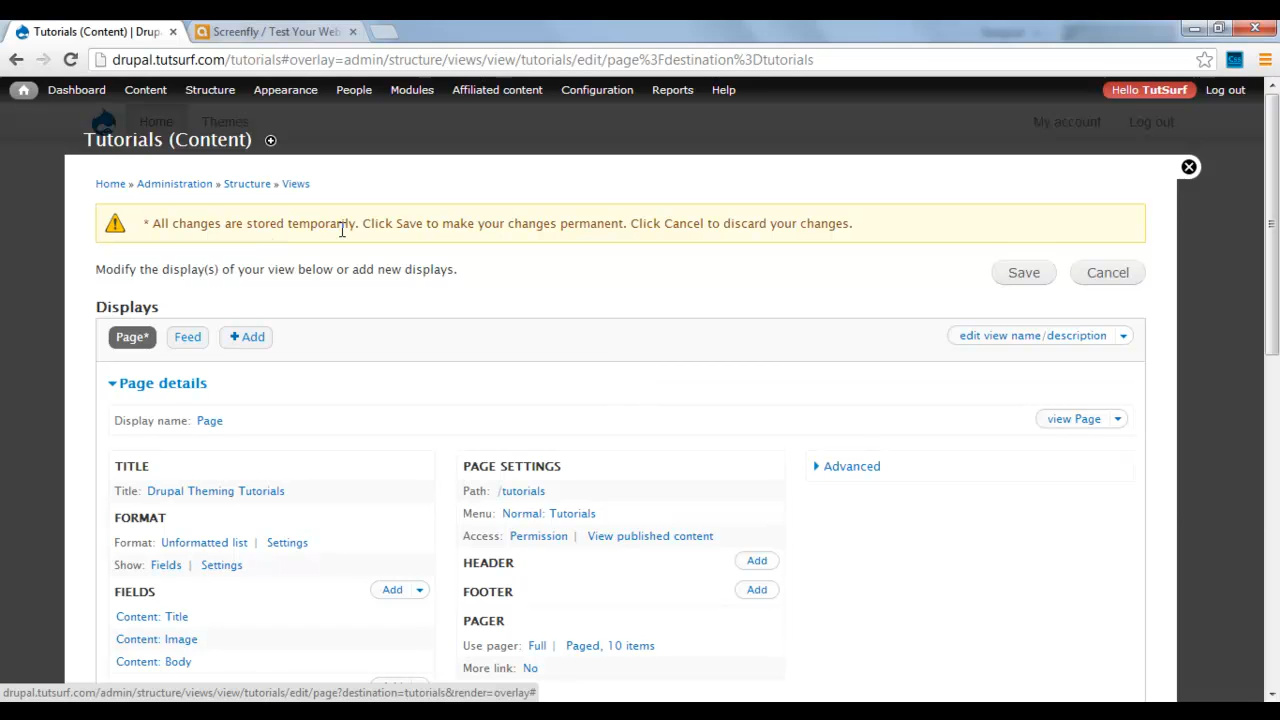 Tutorials (Content) | Drup
Screenfly / Test Your Web
drupal.tutsurf.com/tutorials#overlay=admin/structure/views/view/tutorials/edit/page%3Fdestination%3Dtutorials
Css
Dashboard Content Structure Appearance People Modules Affiliated content Configuration Reports Help Hello TutSurf Log out
Home Themes My account Log out
Tutorials (Content)
Home » Administration » Structure » Views
* All changes are stored temporarily. Click Save to make your changes permanent. Click Cancel to discard your changes.
Modify the display(s) of your view below or add new displays.
Save Cancel
Displays
Page* Feed Add edit view name/description
Page details
Display name: Page view Page
TITLE
Title: Drupal Theming Tutorials
FORMAT
Format: Unformatted list | Settings
Show: Fields | Settings
FIELDS Add
Content: Title
Content: Image
Content: Body
PAGE SETTINGS
Path: /tutorials
Menu: Normal: Tutorials
Access: Permission | View published content
HEADER Add
FOOTER Add
PAGER
Use pager: Full | Paged, 10 items
More link: No
Advanced
drupal.tutsurf.com/admin/structure/views/view/tutorials/edit/page?destination=tutorials&render=overlay#